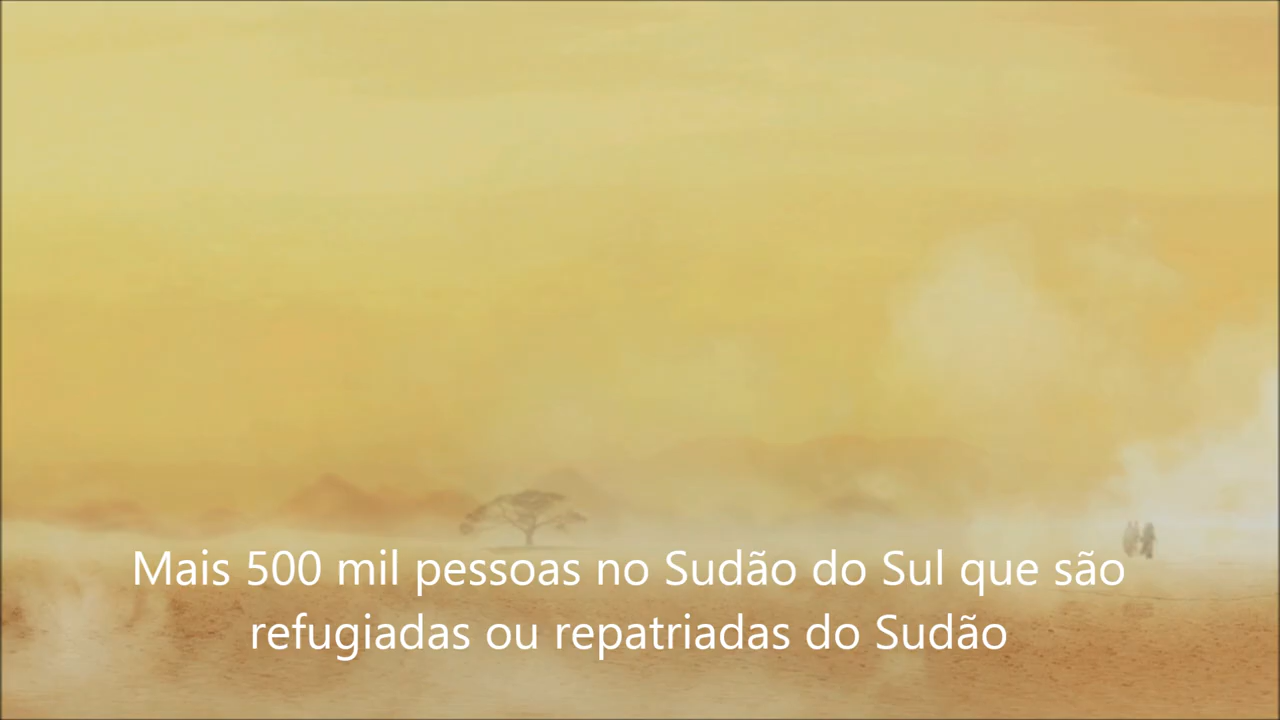 Mais 500 mil pessoas no Sudão do Sul que são
refugiadas ou repatriadas do Sudão